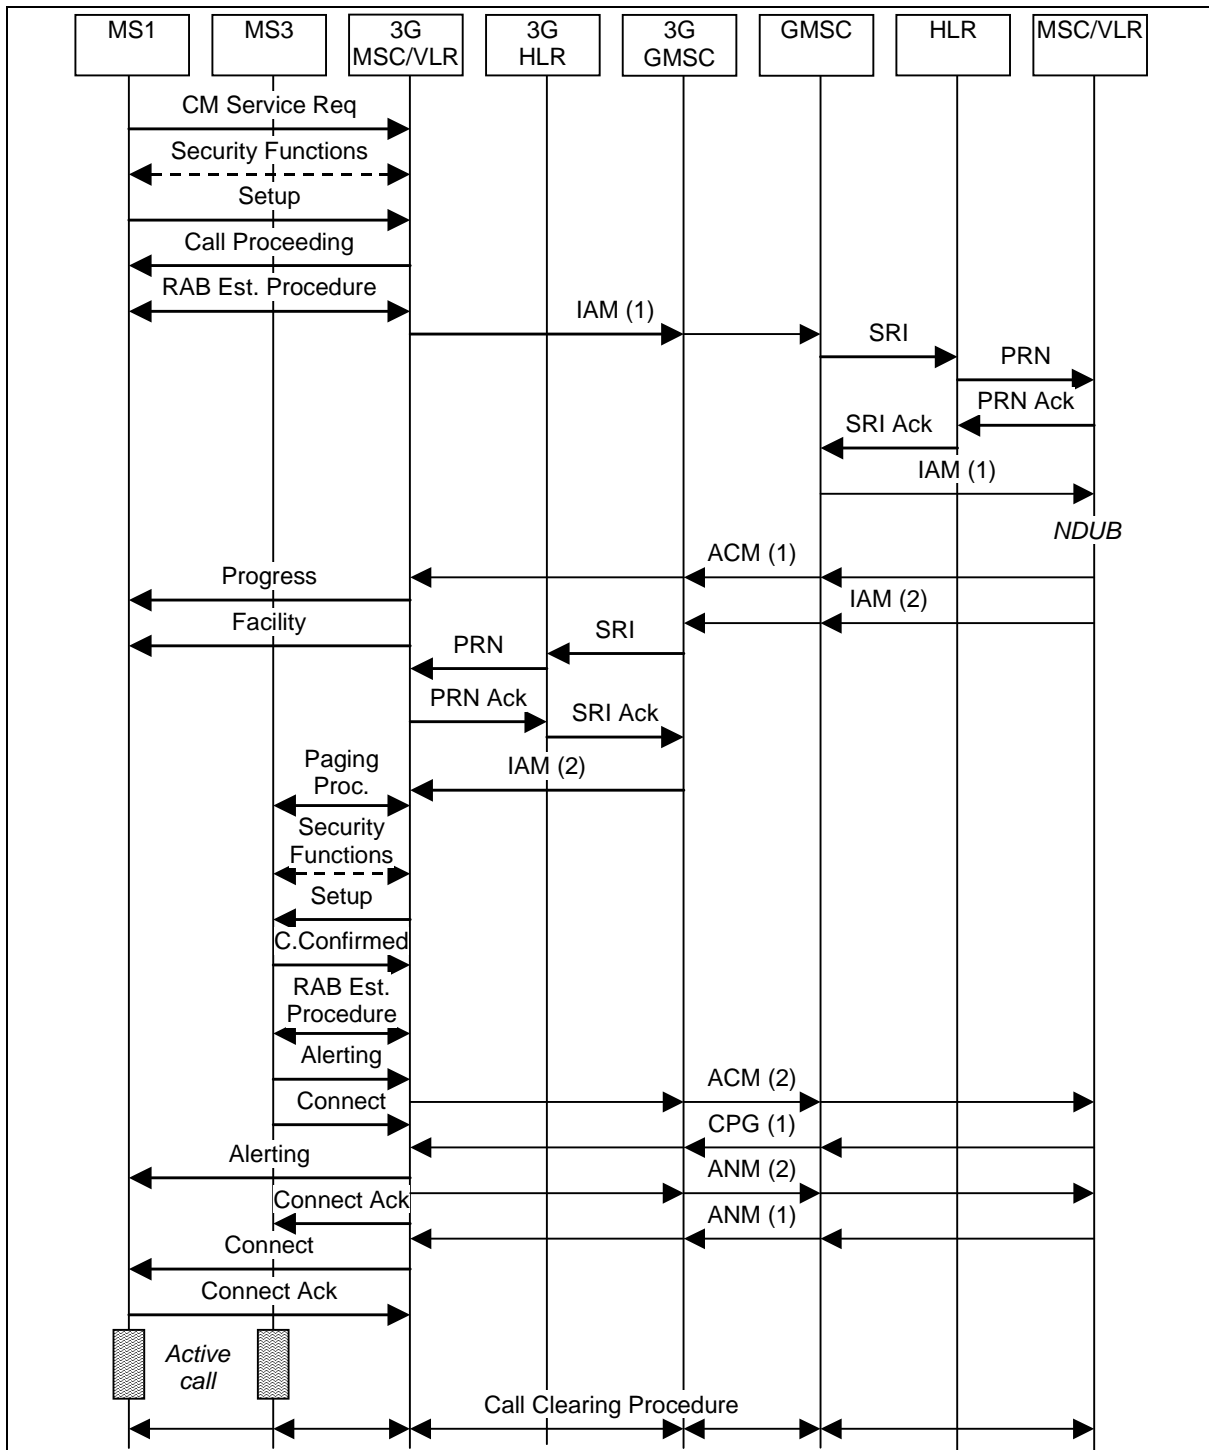 MS1 MS3 3G 3G 3G GMSC HLR MSC/VLR
MSC/VLR HLR GMSC
CM Service Req
Security Functions
Setup
Call Proceeding
RAB Est. Procedure
IAM (1)
SRI
PRN
PRN Ack
SRI Ack
IAM (1)
NDUB
ACM (1)
Progress
IAM (2)
Facility
SRI
PRN
PRN Ack
SRI Ack
Paging
Proc.
IAM (2)
Security
Functions
Setup
C.Confirmed
RAB Est.
Procedure
Alerting
ACM (2)
Connect
CPG (1)
Alerting
ANM (2)
Connect Ack
ANM (1)
Connect
Connect Ack
Active
call
Call Clearing Procedure